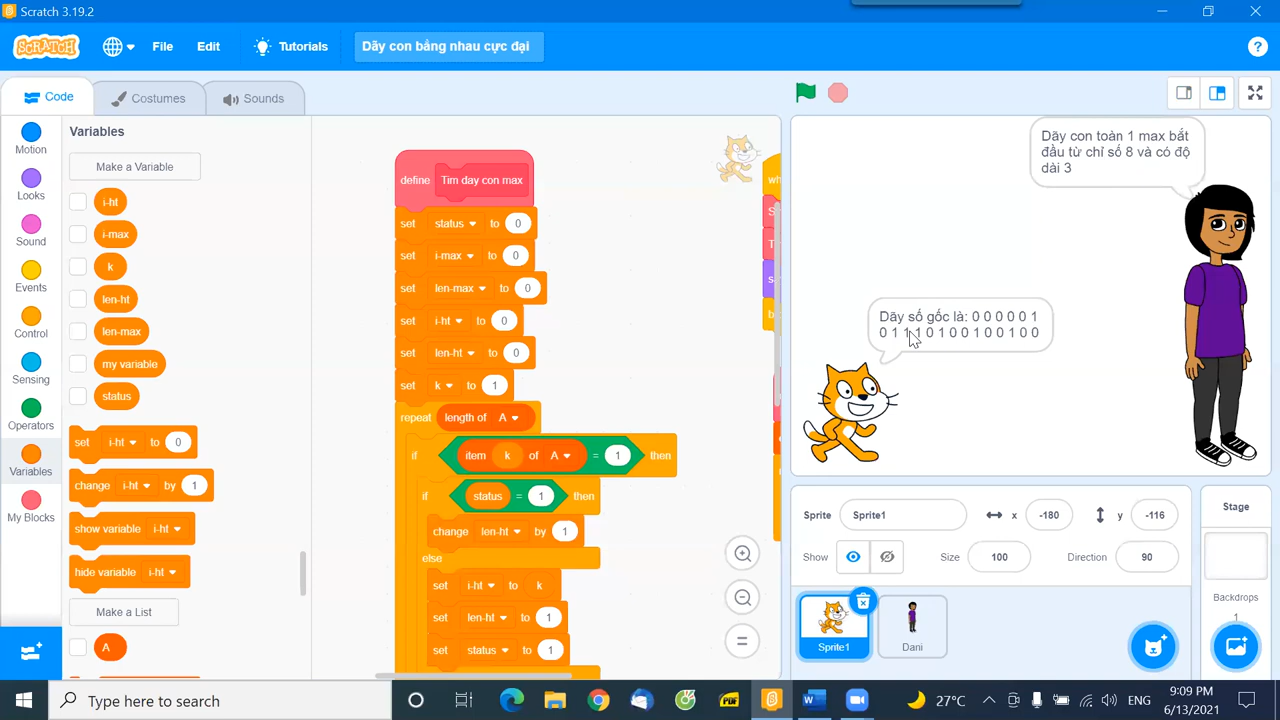 Scratch 3.19.2
SCRATCH
File
Edit
Tutorials
Dãy con bằng nhau cực đại
Code
Costumes
Sounds
Motion
Looks
Sound
Events
Control
Sensing
Operators
Variables
My Blocks
Variables
Make a Variable
i-ht
i-max
k
len-ht
len-max
my variable
status
set i-ht to 0
change i-ht by 1
show variable i-ht
hide variable i-ht
Make a List
A
define Tim day con max
set status to 0
set i-max to 0
set len-max to 0
set i-ht to 0
set len-ht to 0
set k to 1
repeat length of A
if item k of A = 1 then
if status = 1 then
change len-ht by 1
else
set i-ht to k
set len-ht to 1
set status to 1
Dãy con toàn 1 max bắt
đầu từ chỉ số 8 và có độ
dài 3
Dãy số gốc là: 0 0 0 0 0 1
0 1 1 1 0 1 0 0 1 0 0 1 0 0
Sprite
Sprite1
x
-180
y
-116
Show
Size
100
Direction
90
Sprite1
Dani
Stage
Backdrops
1
Type here to search
27°C
ENG
9:09 PM
6/13/2021